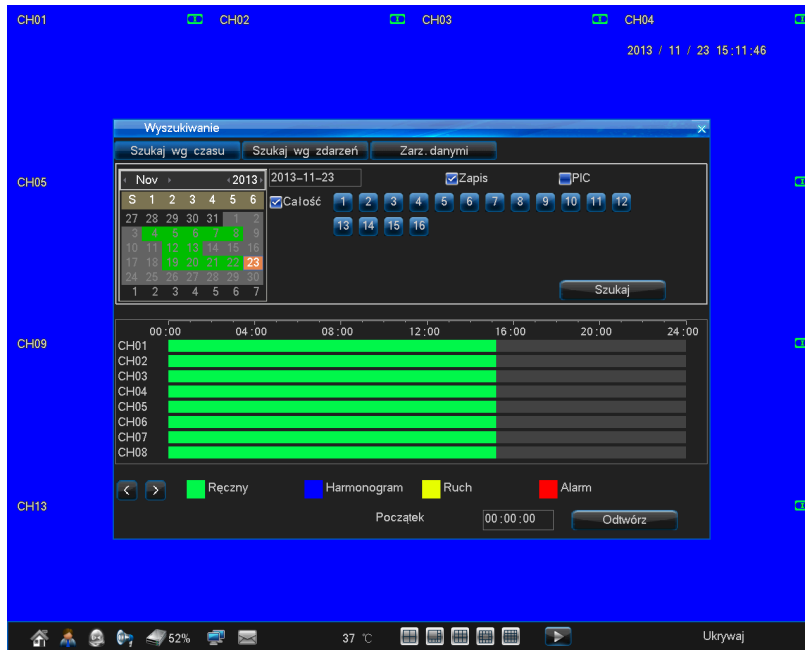 CH01 CH02 CH03 CH04
2013 / 11 / 23 15:11:46
Wyszukiwanie
Szukaj wg czasu Szukaj wg zdarzeń Zarz. danymi
Nov 2013 2013-11-23 Zapis PIC
CH05
S 1 2 3 4 5 6 Całość 1 2 3 4 5 6 7 8 9 10 11 12
27 28 29 30 31 1 2
13 14 15 16
3 4 5 6 7 8 9
10 11 12 13 14 15 16
17 18 19 20 21 22 23
24 25 26 27 28 29 30
1 2 3 4 5 6 7
Szukaj
00:00 04:00 08:00 12:00 16:00 20:00 24:00
CH09
CH01
CH02
CH03
CH04
CH05
CH06
CH07
CH08
Ręczny Harmonogram Ruch Alarm
CH13
Początek 00:00:00 Odtwórz
52% 37 °C Ukrywaj